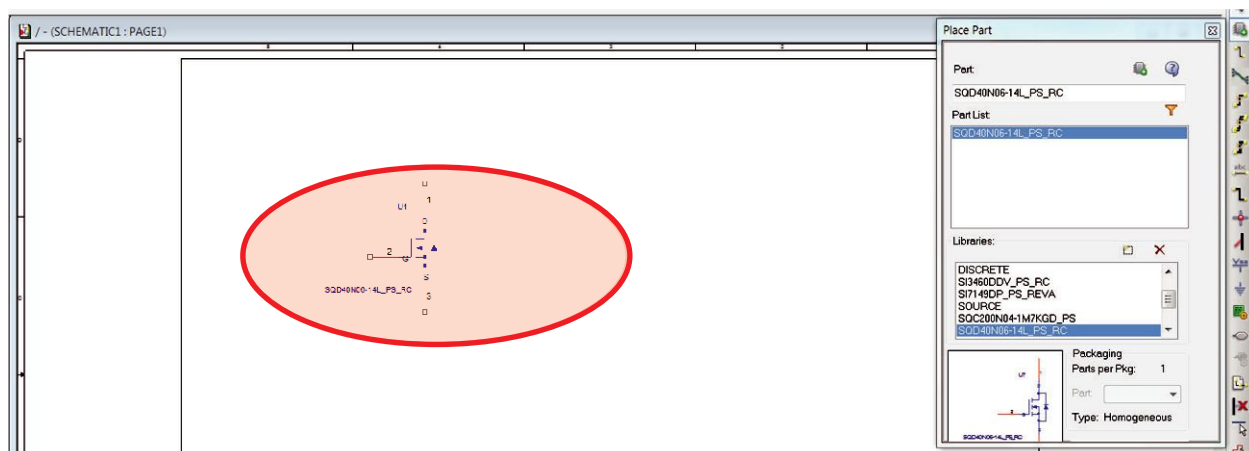 / - (SCHEMATIC1 : PAGE1)
U1
1
D
2
G
S
SQD40N06-14L_PS_RC
3
Place Part
Part:
SQD40N06-14L_PS_RC
Part List:
SQD40N06-14L_PS_RC
Libraries:
DISCRETE
SI3460DDV_PS_RC
SI7149DP_PS_REVA
SOURCE
SQC200N04-1M7KGD_PS
SQD40N06-14L_PS_RC
Packaging
Parts per Pkg: 1
Part:
Type: Homogeneous
SQD40N06-14L_PS_RC
abc